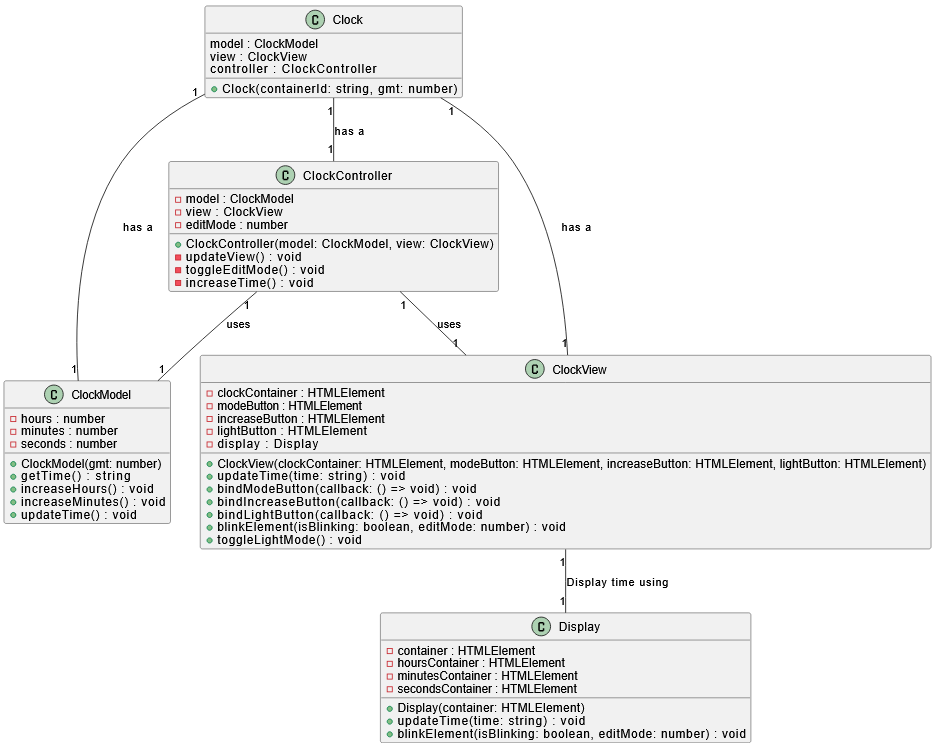 C Clock
model : ClockModel
view : ClockView
controller : ClockController
Clock(containerId: string, gmt: number)
1
1
1
has a
1
C ClockController
model : ClockModel
view : ClockView
editMode : number
ClockController(model: ClockModel, view: ClockView)
updateView() : void
toggleEditMode() : void
increaseTime() : void
has a
has a
1
1
uses
uses
1
1
1
1
C ClockModel
hours : number
minutes : number
seconds : number
ClockModel(gmt: number)
getTime() : string
increaseHours() : void
increaseMinutes() : void
updateTime() : void
C ClockView
clockContainer : HTMLElement
modeButton : HTMLElement
increaseButton : HTMLElement
lightButton : HTMLElement
display : Display
ClockView(clockContainer: HTMLElement, modeButton: HTMLElement, increaseButton: HTMLElement, lightButton: HTMLElement)
updateTime(time: string) : void
bindModeButton(callback: () => void) : void
bindIncreaseButton(callback: () => void) : void
bindLightButton(callback: () => void) : void
blinkElement(isBlinking: boolean, editMode: number) : void
toggleLightMode() : void
1
Display time using
1
C Display
container : HTMLElement
hoursContainer : HTMLElement
minutesContainer : HTMLElement
secondsContainer : HTMLElement
Display(container: HTMLElement)
updateTime(time: string) : void
blinkElement(isBlinking: boolean, editMode: number) : void